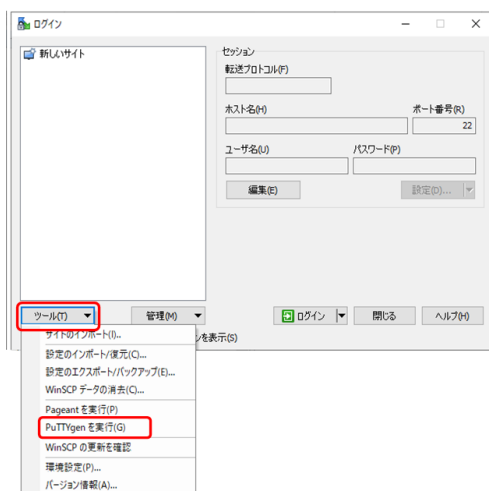 ログイン
新しいサイト
セッション
転送プロトコル(F)
ホスト名(H)
ポート番号(R)
22
ユーザ名(U)
パスワード(P)
編集(E)
設定(D)...
ツール(T)
管理(M)
ログイン
閉じる
ヘルプ(H)
サイトのインポート(I)...
を表示(S)
設定のインポート/復元(C)...
設定のエクスポート/バックアップ(E)...
WinSCP データの消去(C)...
Pageant を実行(P)
PuTTYgen を実行(G)
WinSCP の更新を確認
環境設定(P)...
バージョン情報(A)...